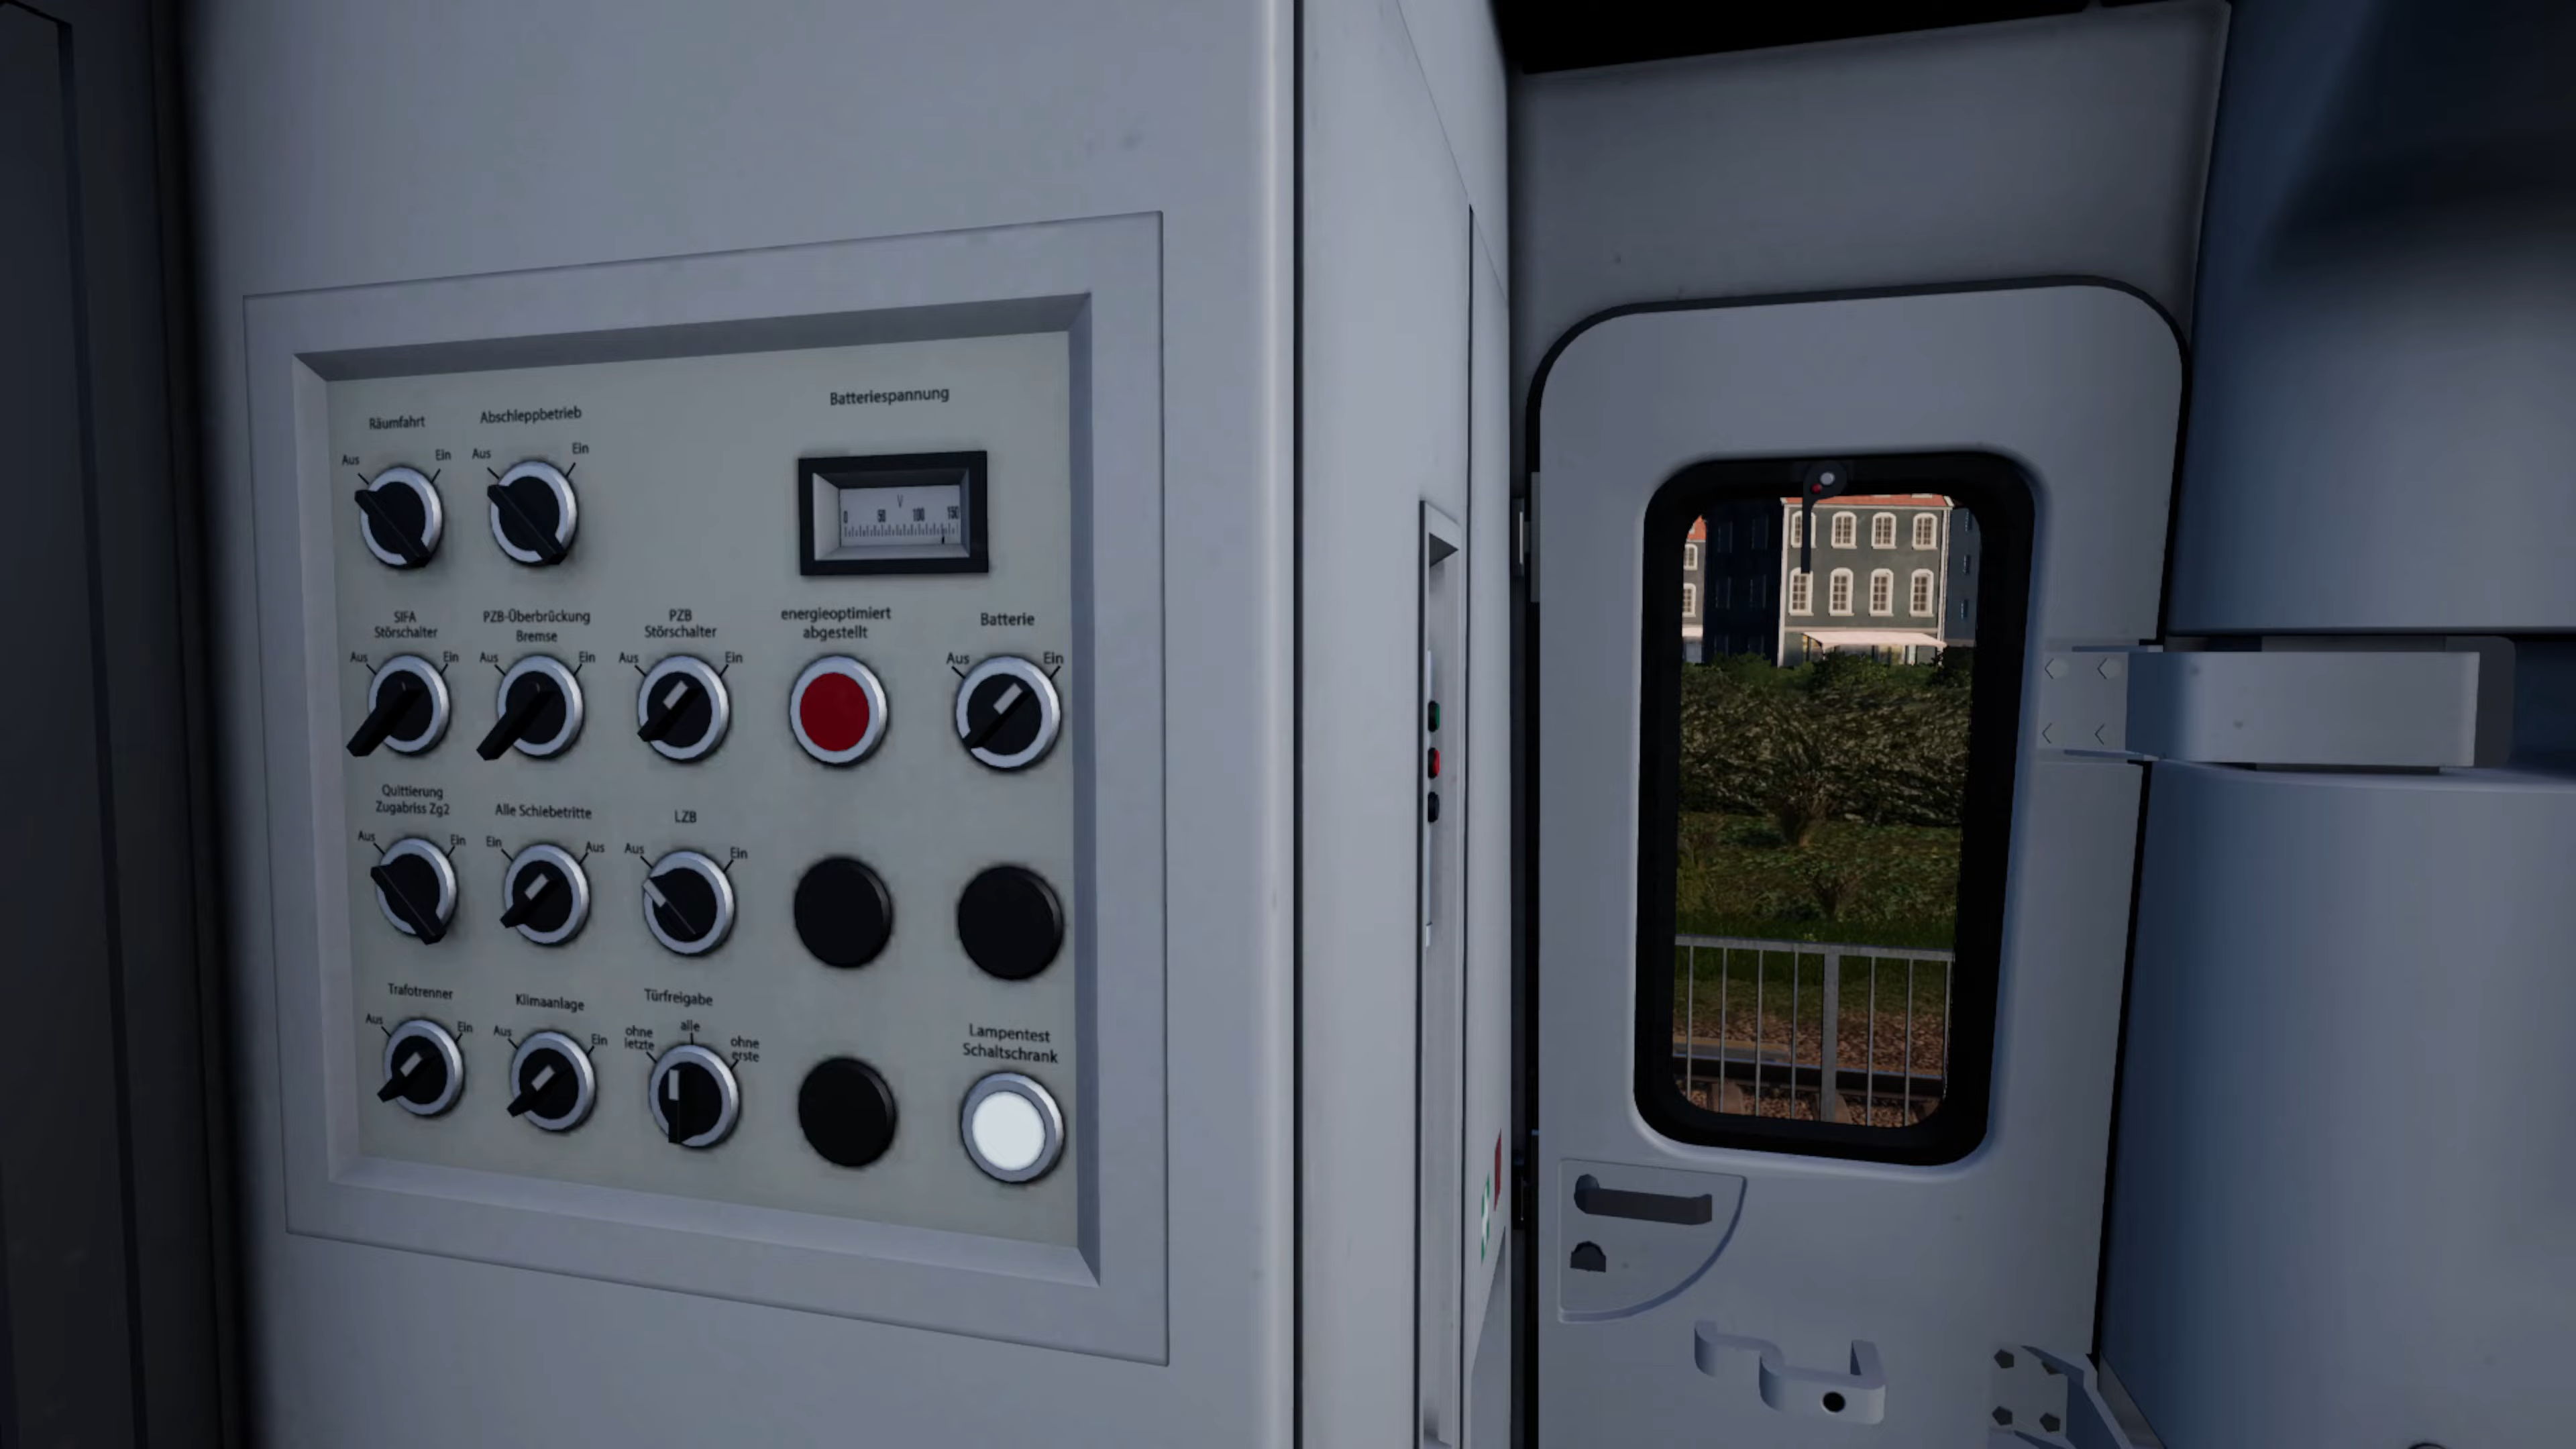 Batteriespannung
Räumfahrt
Abschleppbetrieb
Aus Ein
Aus Ein
V
0 50 100 150
SIFA
Störschalter
Aus Ein
PZB-Überbrückung
Bremse
Aus Ein
PZB
Störschalter
Aus Ein
energieoptimiert
abgestellt
Batterie
Aus Ein
Quittierung
Zugabriss Zg2
Aus Ein
Alle Schiebetritte
Ein Aus
LZB
Aus Ein
Trafotrenner
Aus Ein
Klimaanlage
Aus Ein
Türfreigabe
ohne
letzte
alle
ohne
erste
Lampentest
Schaltschrank